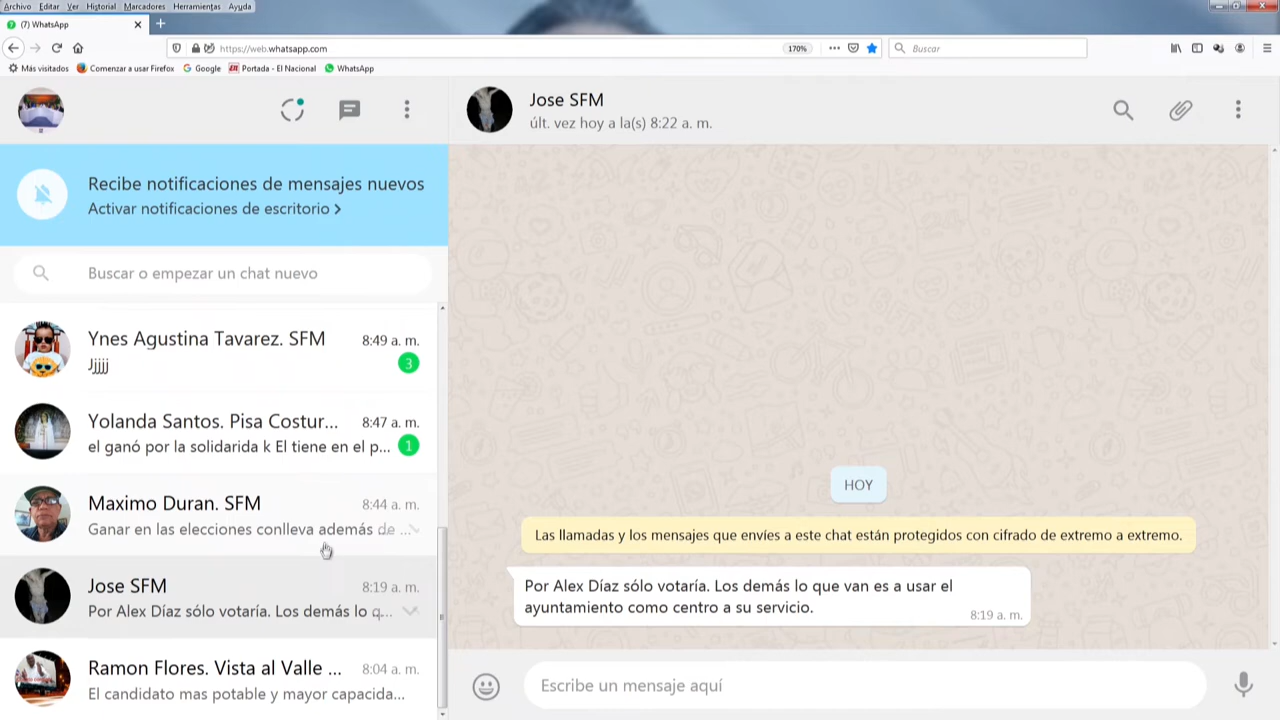 Archivo Editar Ver Historial Marcadores Herramientas Ayuda
(7) WhatsApp
https://web.whatsapp.com
170%
Buscar
Más visitados Comenzar a usar Firefox Google Portada - El Nacional WhatsApp
Jose SFM
últ. vez hoy a la(s) 8:22 a. m.
Recibe notificaciones de mensajes nuevos
Activar notificaciones de escritorio
Buscar o empezar un chat nuevo
Ynes Agustina Tavarez. SFM 8:49 a. m.
Jjjjj 3
Yolanda Santos. Pisa Costur... 8:47 a. m.
el ganó por la solidarida k El tiene en el p... 1
Maximo Duran. SFM 8:44 a. m.
Ganar en las elecciones conlleva además de ...
Jose SFM 8:19 a. m.
Por Alex Díaz sólo votaría. Los demás lo q...
Ramon Flores. Vista al Valle ... 8:04 a. m.
El candidato mas potable y mayor capacida...
HOY
Las llamadas y los mensajes que envíes a este chat están protegidos con cifrado de extremo a extremo.
Por Alex Díaz sólo votaría. Los demás lo que van es a usar el
ayuntamiento como centro a su servicio.
8:19 a. m.
Escribe un mensaje aquí